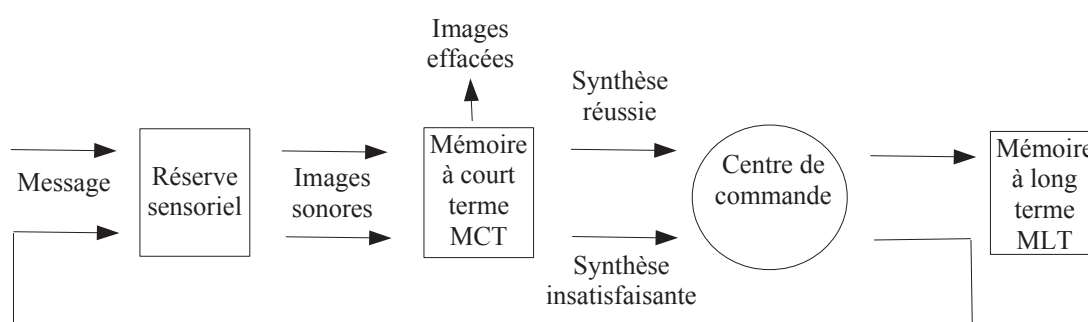 Message
Réserve
sensoriel
Images
sonores
Images
effacées
Mémoire
à court
terme
MCT
Synthèse
réussie
Synthèse
insatisfaisante
Centre de
commande
Mémoire
à long
terme
MLT